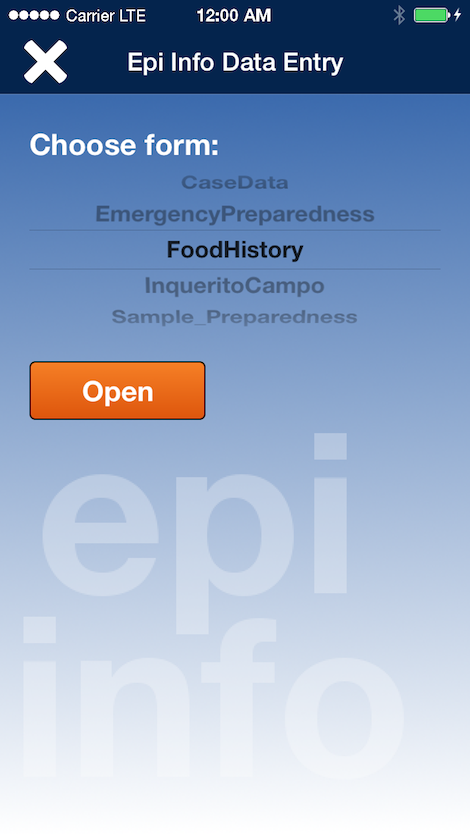 Carrier LTE 12:00 AM
Epi Info Data Entry
Choose form:
CaseData
EmergencyPreparedness
FoodHistory
InqueritoCampo
Sample_Preparedness
Open
epi
info